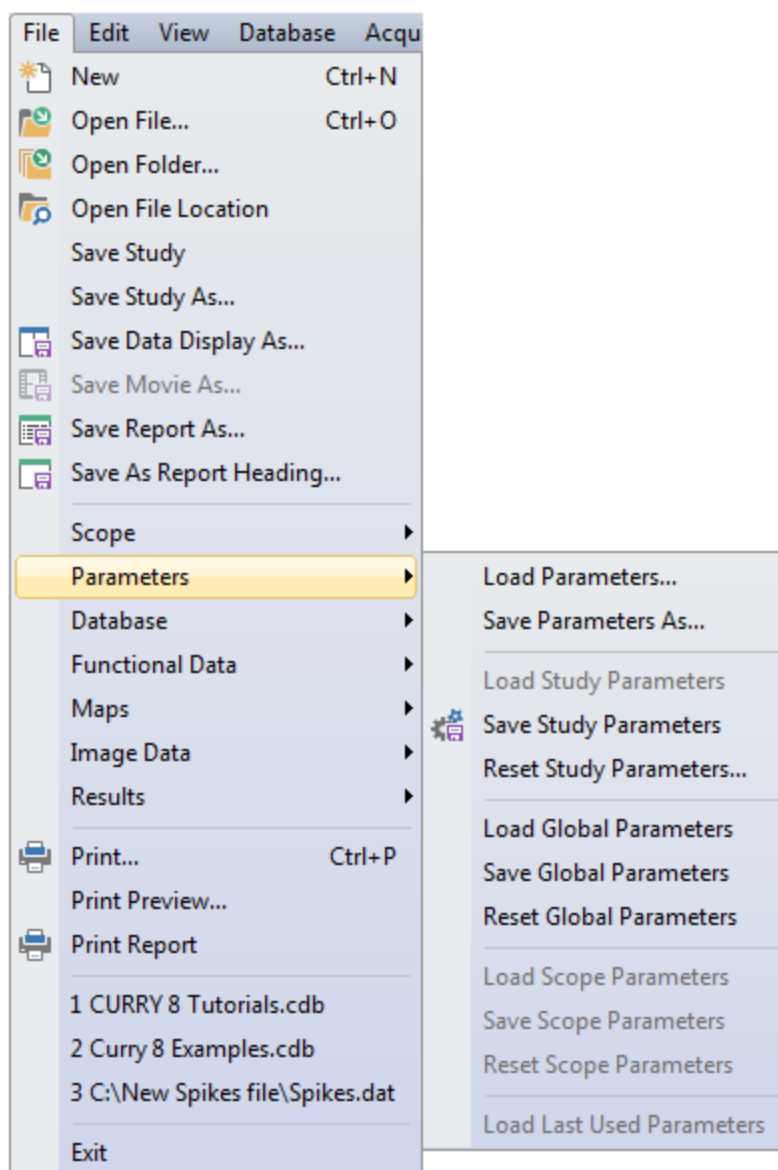 File Edit View Database Acqu
New Ctrl+N
Open File... Ctrl+O
Open Folder...
Open File Location
Save Study
Save Study As...
Save Data Display As...
Save Movie As...
Save Report As...
Save As Report Heading...
Scope
Parameters
Database
Functional Data
Maps
Image Data
Results
Print... Ctrl+P
Print Preview...
Print Report
1 CURRY 8 Tutorials.cdb
2 Curry 8 Examples.cdb
3 C:\New Spikes file\Spikes.dat
Exit
Load Parameters...
Save Parameters As...
Load Study Parameters
Save Study Parameters
Reset Study Parameters...
Load Global Parameters
Save Global Parameters
Reset Global Parameters
Load Scope Parameters
Save Scope Parameters
Reset Scope Parameters
Load Last Used Parameters